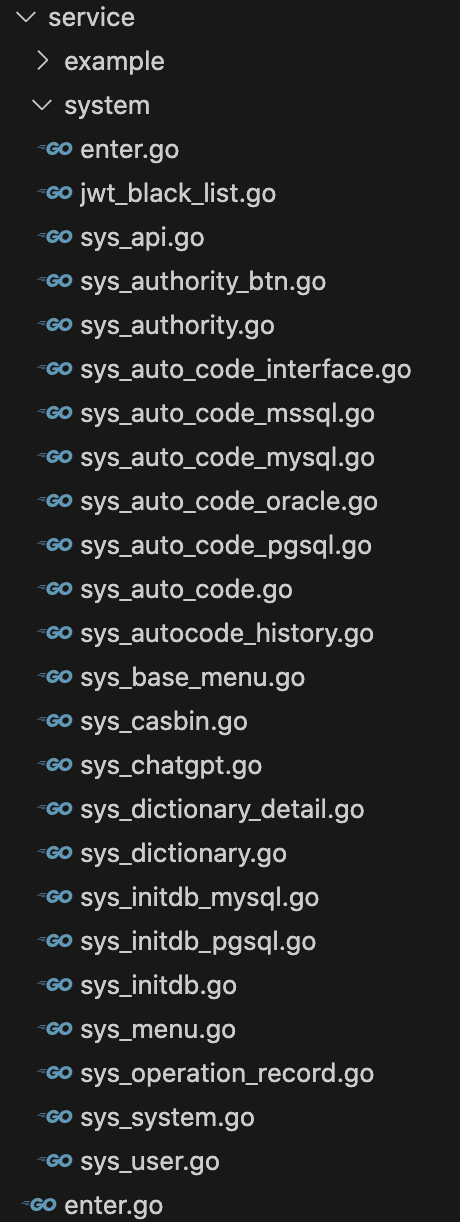 service
example
system
GO enter.go
GO jwt_black_list.go
GO sys_api.go
GO sys_authority_btn.go
GO sys_authority.go
GO sys_auto_code_interface.go
GO sys_auto_code_mssql.go
GO sys_auto_code_mysql.go
GO sys_auto_code_oracle.go
GO sys_auto_code_pgsql.go
GO sys_auto_code.go
GO sys_autocode_history.go
GO sys_base_menu.go
GO sys_casbin.go
GO sys_chatgpt.go
GO sys_dictionary_detail.go
GO sys_dictionary.go
GO sys_initdb_mysql.go
GO sys_initdb_pgsql.go
GO sys_initdb.go
GO sys_menu.go
GO sys_operation_record.go
GO sys_system.go
GO sys_user.go
GO enter.go